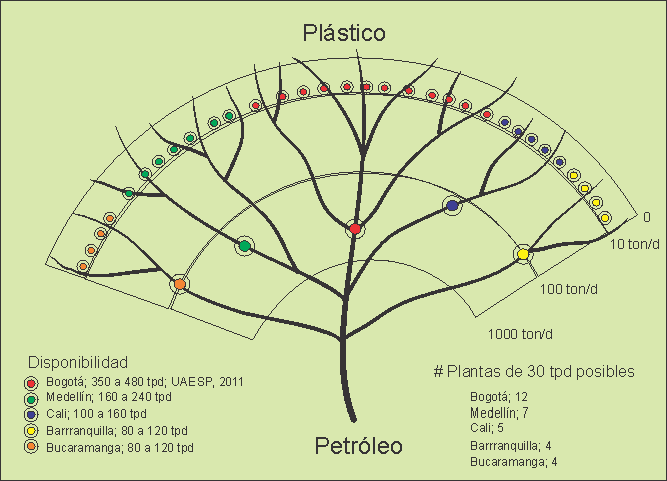 Plástico
0
10 ton/d
100 ton/d
1000 ton/d
Disponibilidad
Bogotá; 350 a 480 tpd; UAESP, 2011
Medellín; 160 a 240 tpd
Cali; 100 a 160 tpd
Barrranquilla; 80 a 120 tpd
Bucaramanga; 80 a 120 tpd
# Plantas de 30 tpd posibles
Bogotá; 12
Medellín; 7
Cali; 5
Barrranquilla; 4
Bucaramanga; 4
Petróleo